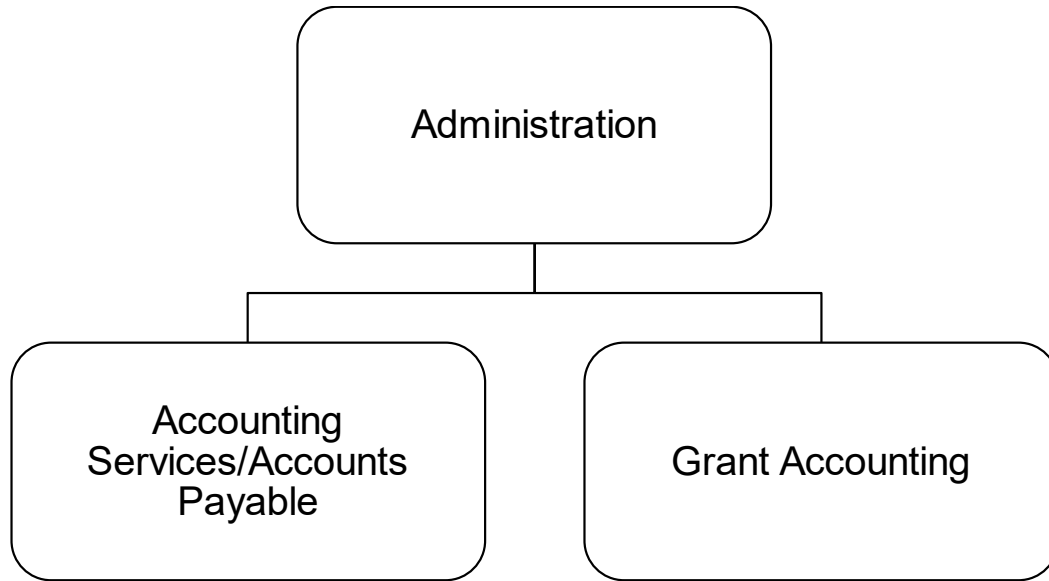 Administration
Accounting
Services/Accounts
Payable
Grant Accounting